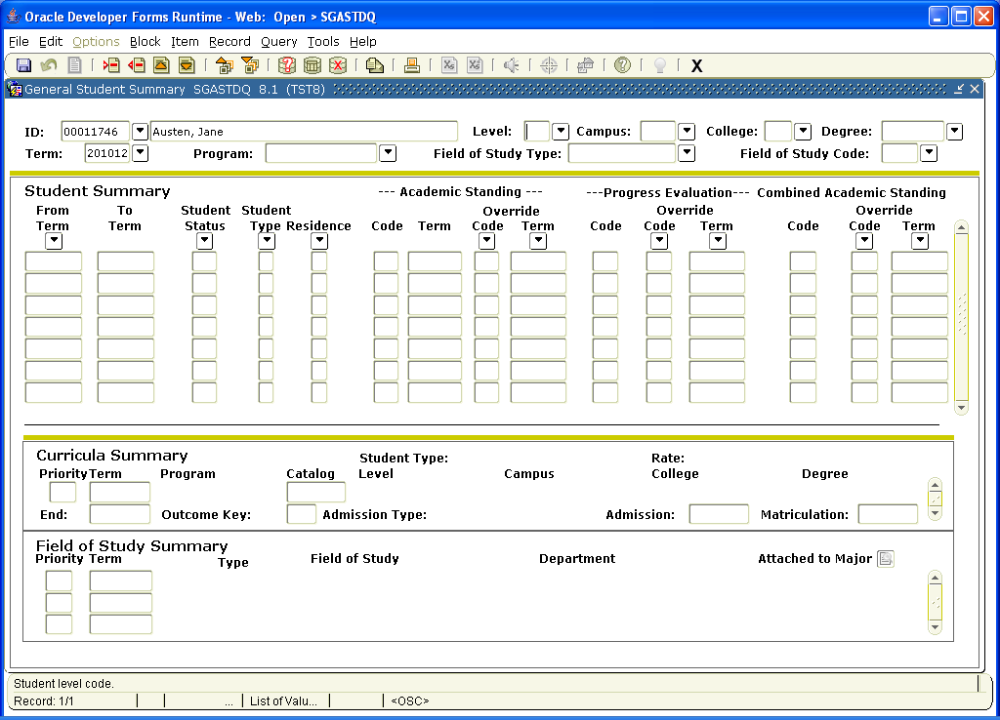 Oracle Developer Forms Runtime - Web: Open > SGASTDQ
File Edit Options Block Item Record Query Tools Help
X
General Student Summary SGASTDQ 8.1 (TST8)
ID: 00011746 Austen, Jane Level: Campus: College: Degree:
Term: 201012 Program: Field of Study Type: Field of Study Code:
Student Summary --- Academic Standing --- ---Progress Evaluation--- Combined Academic Standing
From To Student Student Override Override Override
Term Term Status Type Residence Code Term Code Term Code Code Term Code Code Term
Curricula Summary Student Type: Rate:
Priority Term Program Catalog Level Campus College Degree
End: Outcome Key: Admission Type: Admission: Matriculation:
Field of Study Summary
Priority Term Type Field of Study Department Attached to Major
Student level code.
Record: 1/1 ... List of Valu... <OSC>